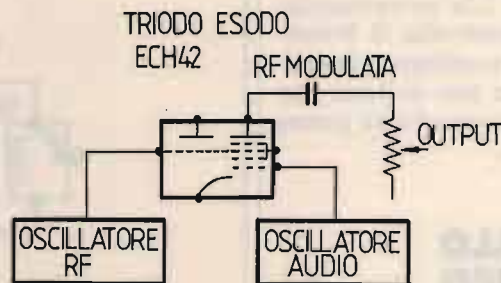 TRIODO ESODO
ECH42
RF MODULATA
OUTPUT
OSCILLATORE
RF
OSCILLATORE
AUDIO